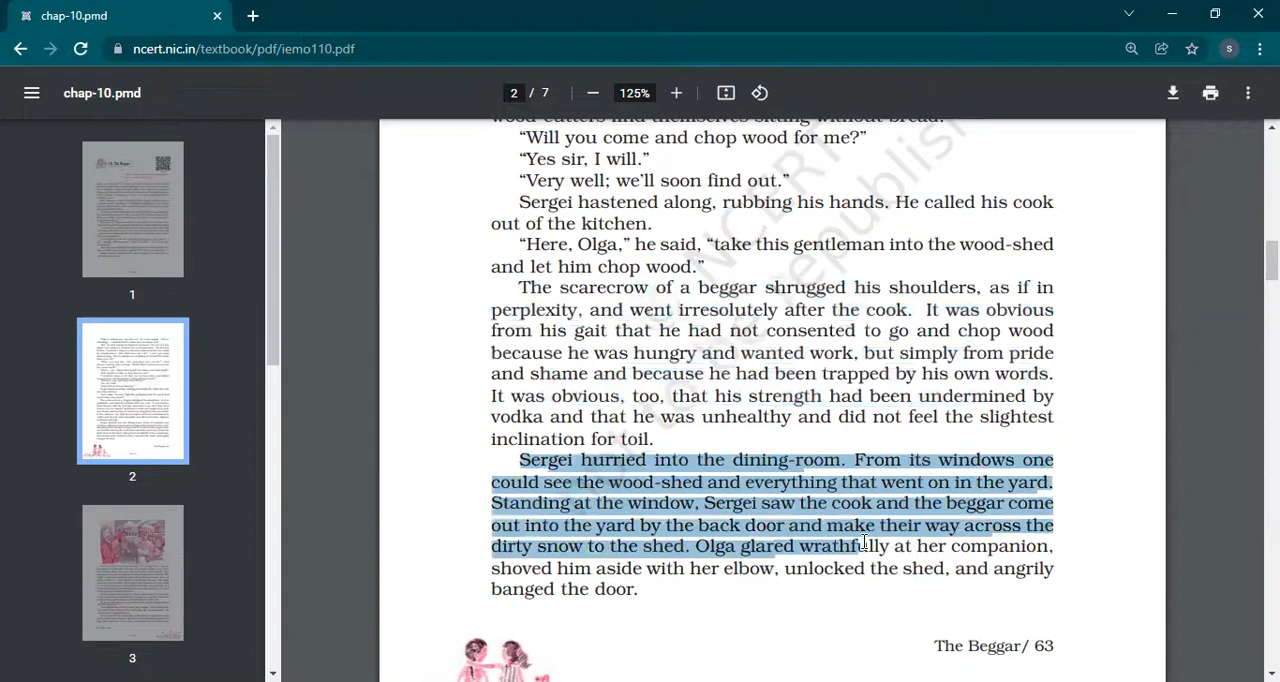 chap-10.pmd
ncert.nic.in/textbook/pdf/iemo110.pdf
S
chap-10.pmd
2 / 7
125%
“Will you come and chop wood for me?”
“Yes sir, I will.”
“Very well; we’ll soon find out.”
Sergei hastened along, rubbing his hands. He called his cook
out of the kitchen.
“Here, Olga,” he said, “take this gentleman into the wood-shed
and let him chop wood.”
The scarecrow of a beggar shrugged his shoulders, as if in
perplexity, and went irresolutely after the cook. It was obvious
from his gait that he had not consented to go and chop wood
because he was hungry and wanted work, but simply from pride
and shame and because he had been trapped by his own words.
It was obvious, too, that his strength had been undermined by
vodka and that he was unhealthy and did not feel the slightest
inclination for toil.
Sergei hurried into the dining-room. From its windows one
could see the wood-shed and everything that went on in the yard.
Standing at the window, Sergei saw the cook and the beggar come
out into the yard by the back door and make their way across the
dirty snow to the shed. Olga glared wrathfully at her companion,
shoved him aside with her elbow, unlocked the shed, and angrily
banged the door.
The Beggar/ 63
1
2
3